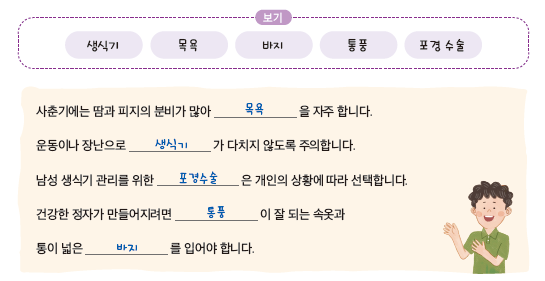 보기
생식기 목욕 바지 통풍 포경 수술
사춘기에는 땀과 피지의 분비가 많아 목욕 을 자주 합니다.
운동이나 장난으로 생식기 가 다치지 않도록 주의합니다.
남성 생식기 관리를 위한 포경수술 은 개인의 상황에 따라 선택합니다.
건강한 정자가 만들어지려면 통풍 이 잘 되는 속옷과
통이 넓은 바지 를 입어야 합니다.